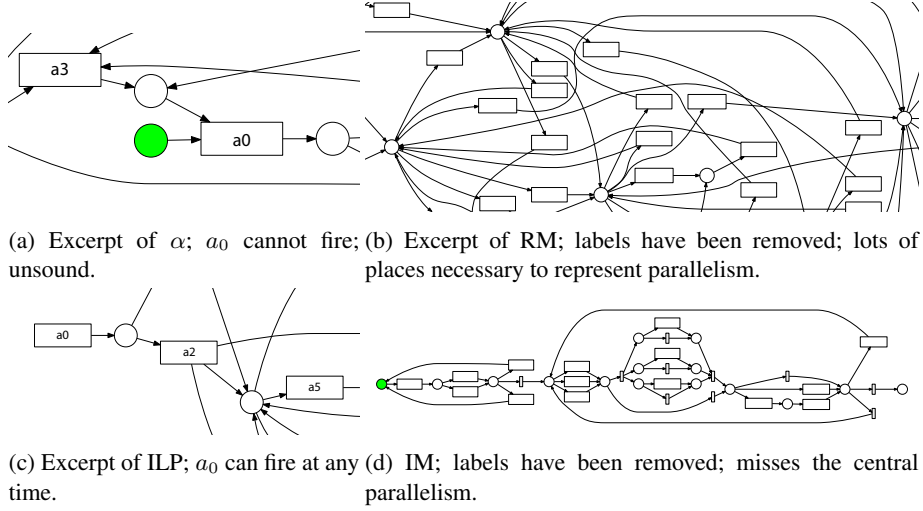 a3
a0
(a) Excerpt of α; a₀ cannot fire; unsound.
(b) Excerpt of RM; labels have been removed; lots of places necessary to represent parallelism.
a0
a2
a5
(c) Excerpt of ILP; a₀ can fire at any time.
(d) IM; labels have been removed; misses the central parallelism.